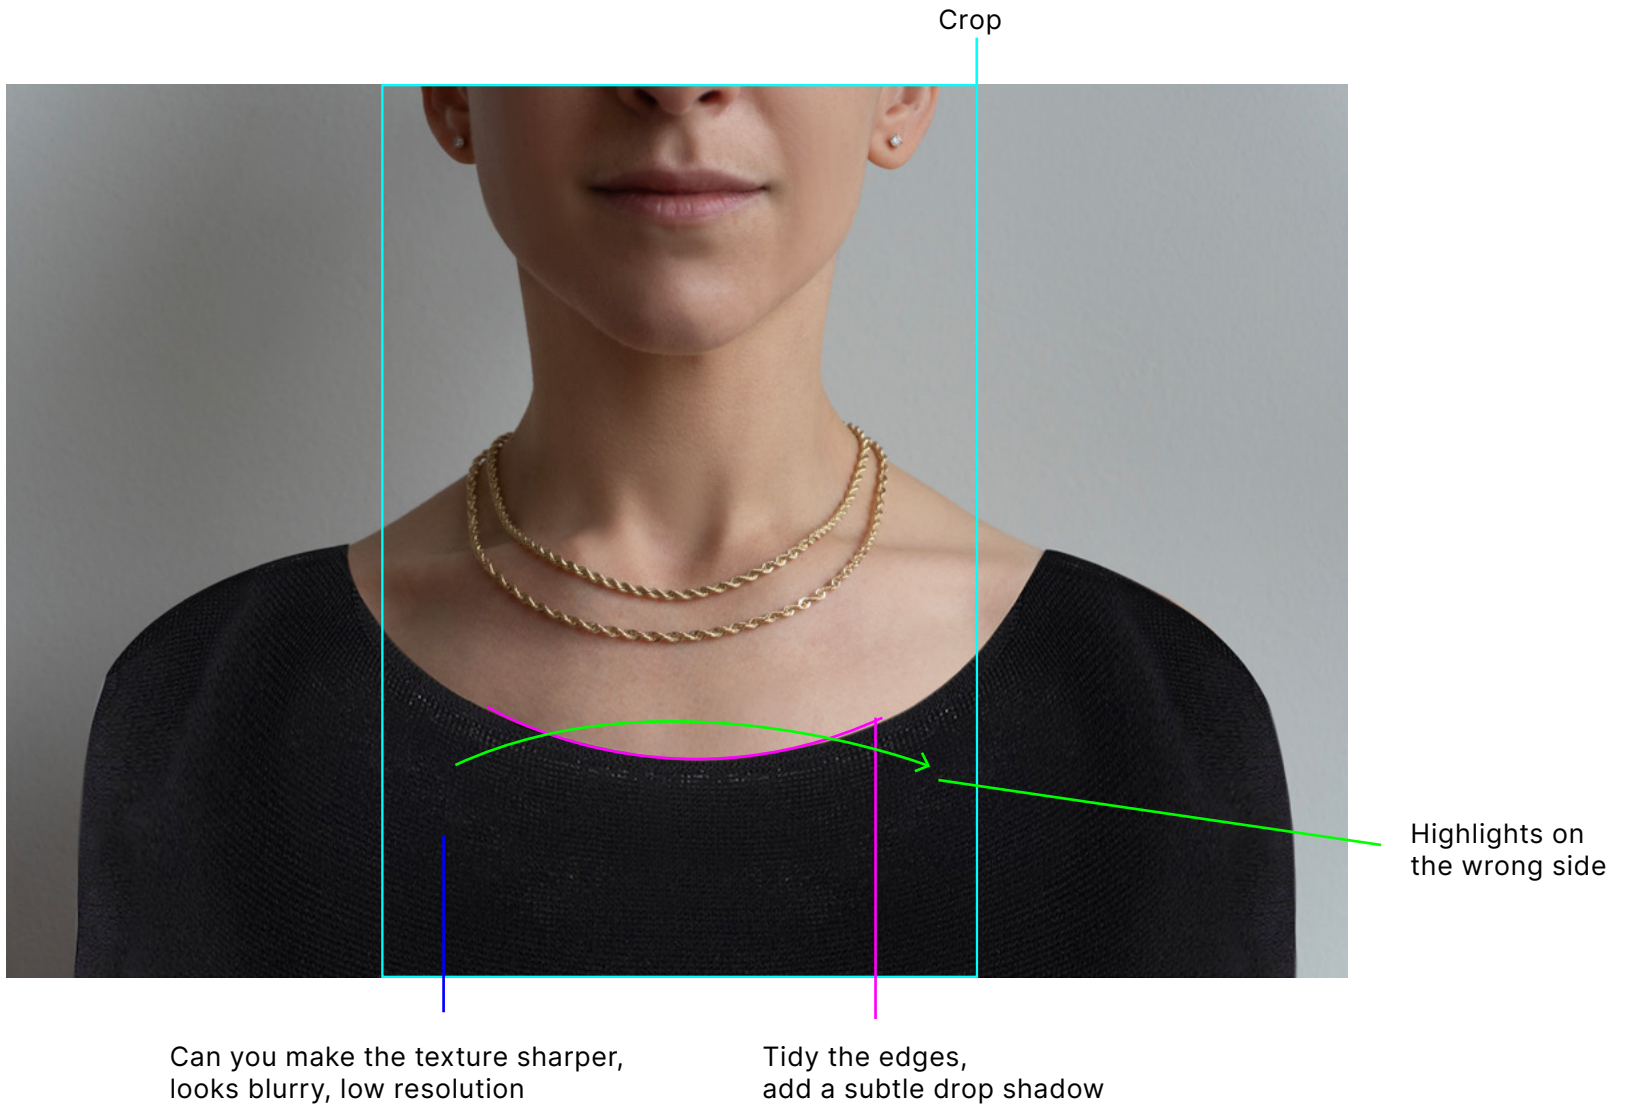 Crop
Highlights on
the wrong side
Can you make the texture sharper,
looks blurry, low resolution
Tidy the edges,
add a subtle drop shadow